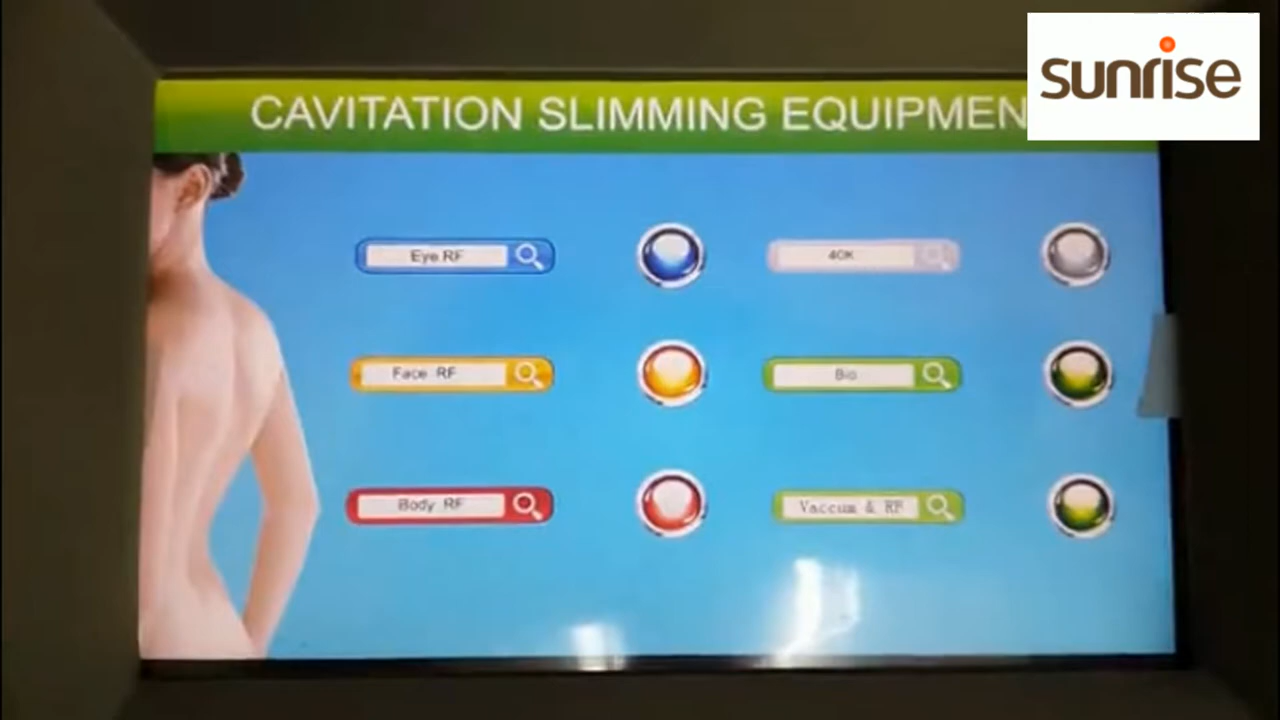 sunrise
CAVITATION SLIMMING EQUIPMEN
Eye RF
40K
Face RF
Bio
Body RF
Vaccum & RF